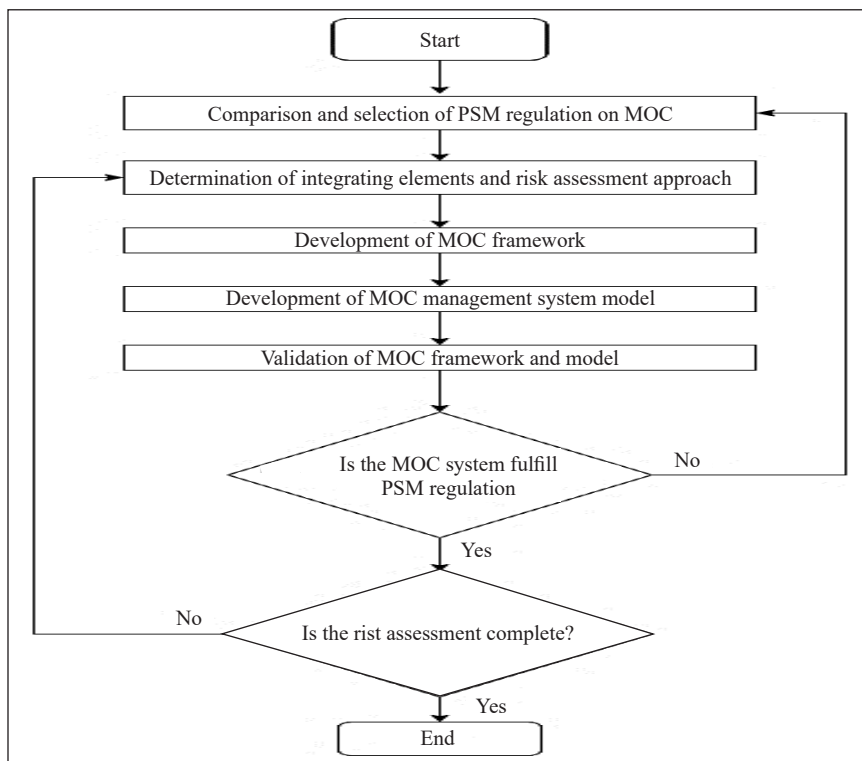 Start
Comparison and selection of PSM regulation on MOC
Determination of integrating elements and risk assessment approach
Development of MOC framework
Development of MOC management system model
Validation of MOC framework and model
Is the MOC system fulfill
PSM regulation
No
Yes
No
Is the rist assessment complete?
Yes
End